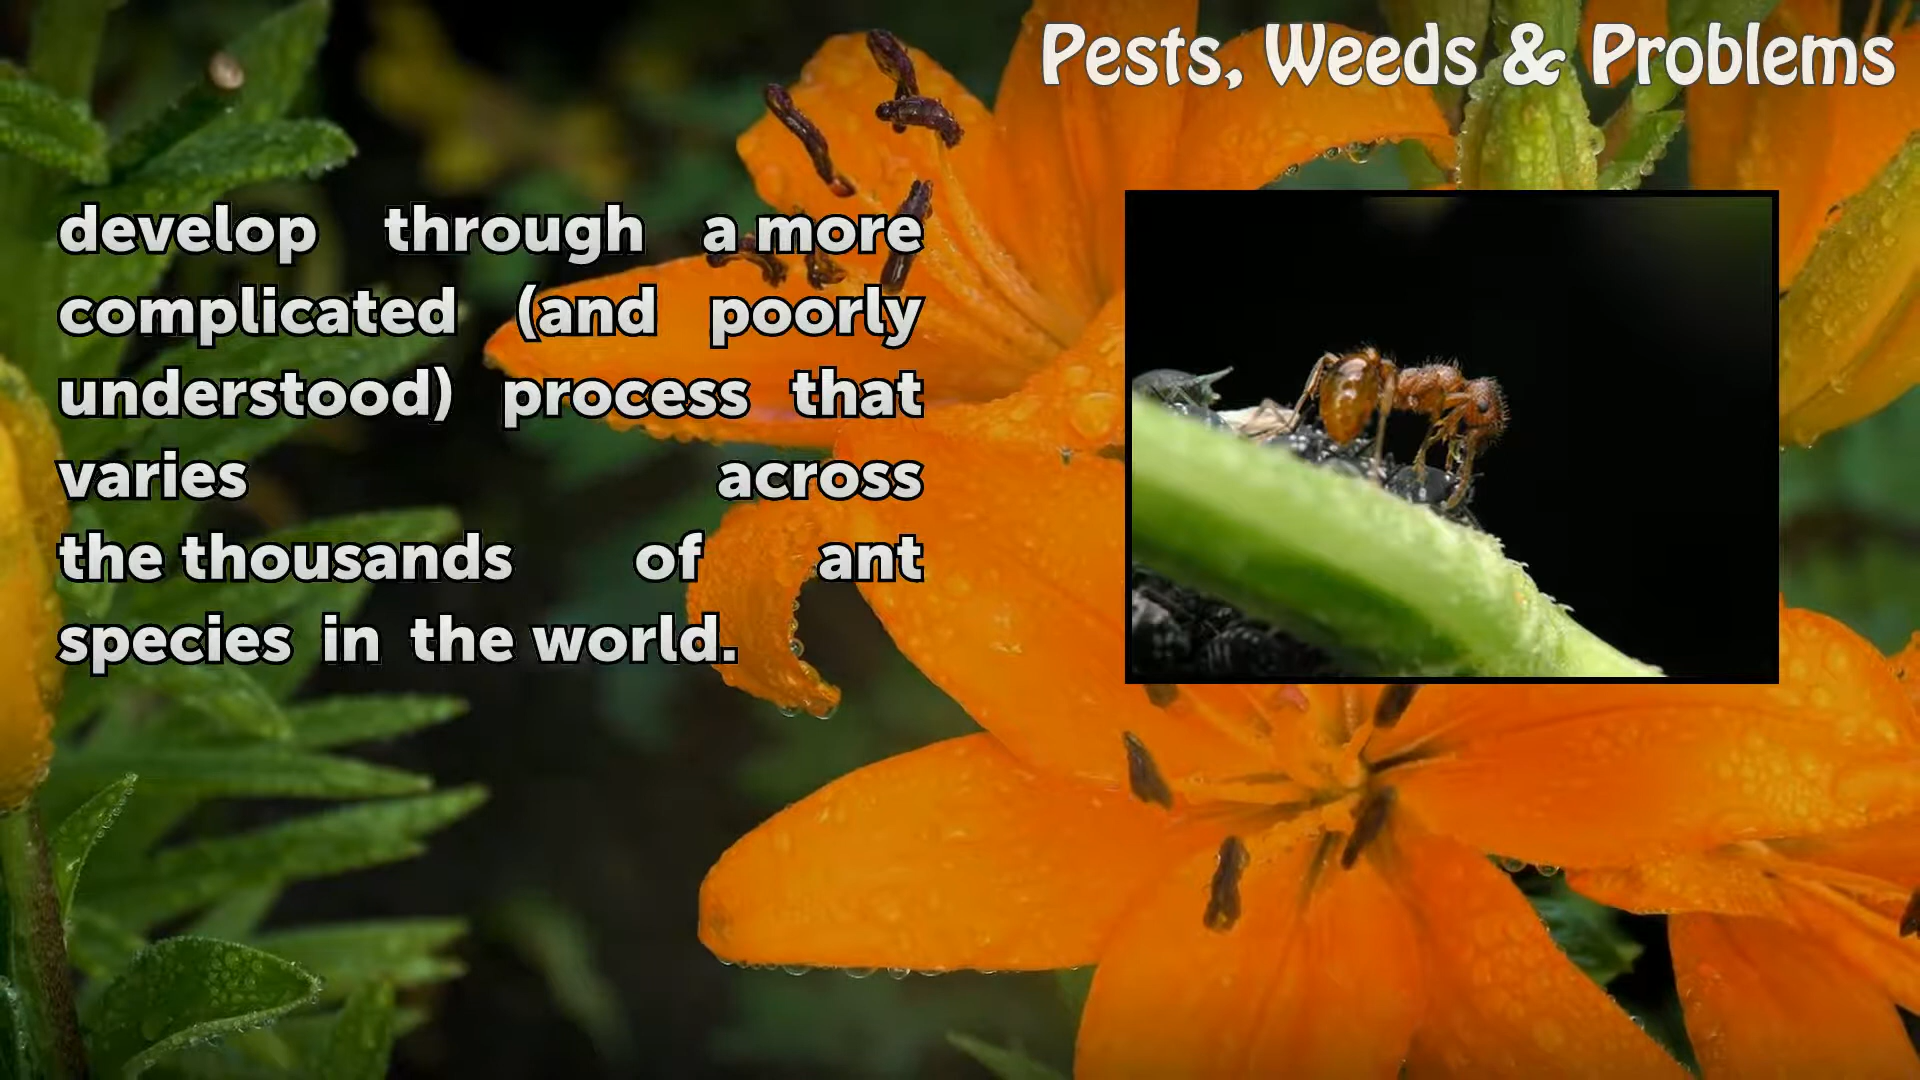 Pests, Weeds & Problems
develop through a more
complicated (and poorly
understood) process that
varies across
the thousands of ant
species in the world.